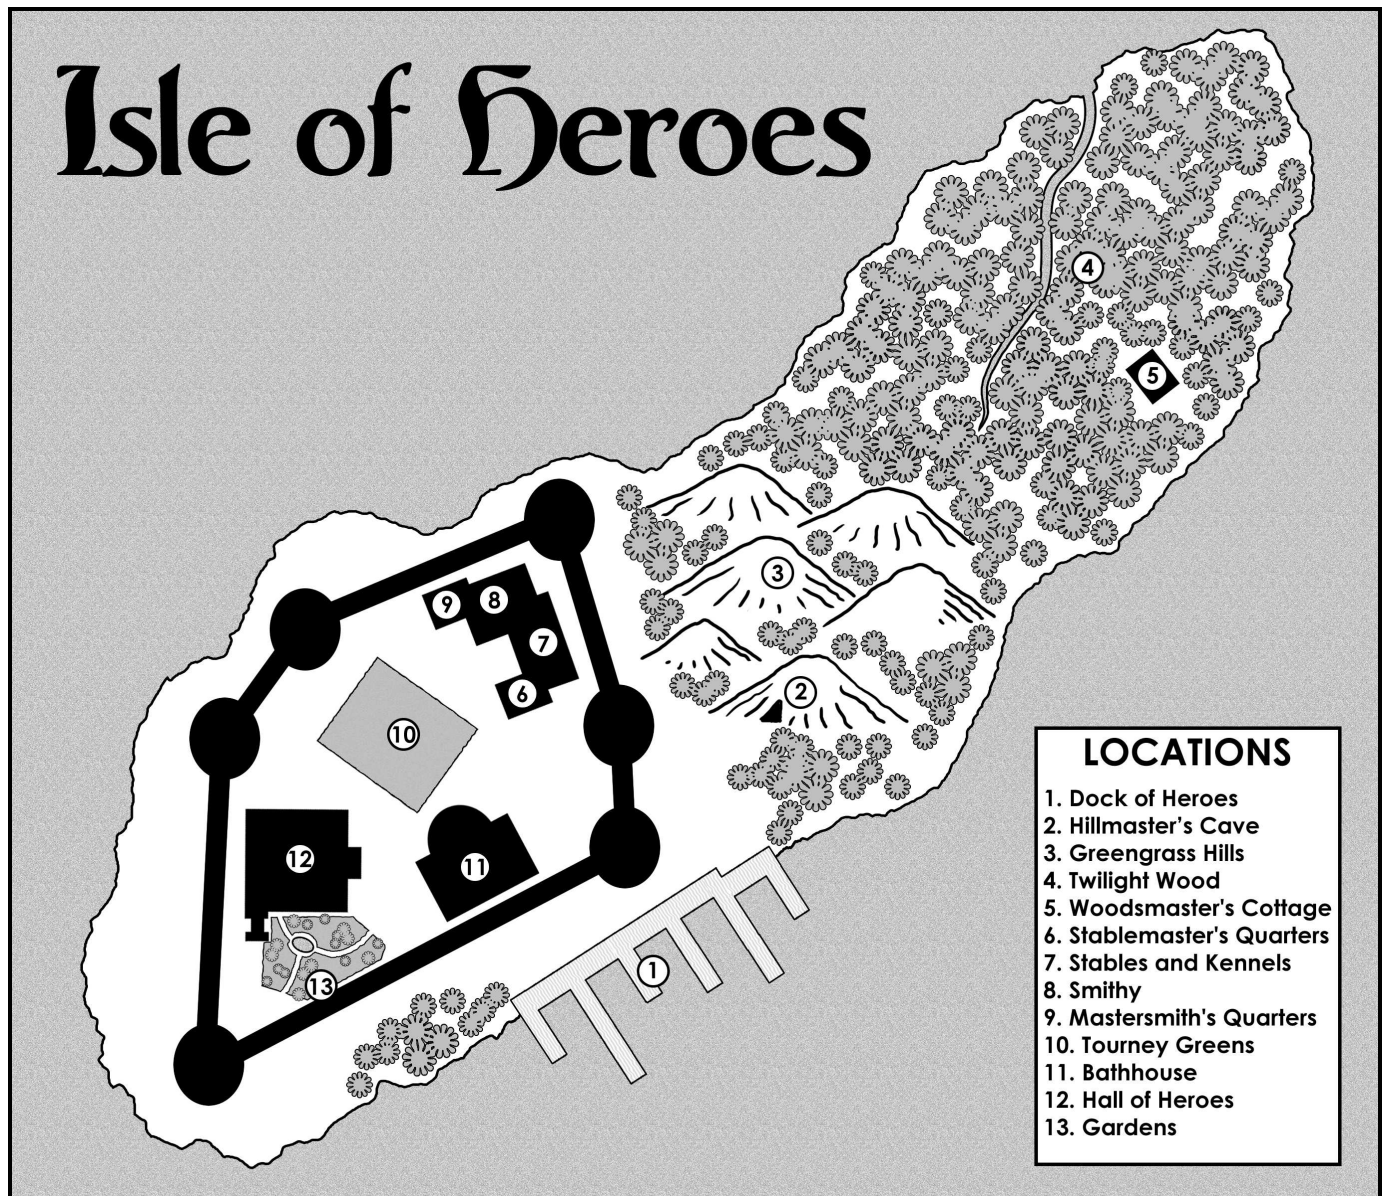 Isle of Heroes
4
5
3
9
8
7
6
2
10
12
11
13
1
LOCATIONS
1. Dock of Heroes
2. Hillmaster’s Cave
3. Greengrass Hills
4. Twilight Wood
5. Woodsmaster's Cottage
6. Stablemaster's Quarters
7. Stables and Kennels
8. Smithy
9. Mastersmith's Quarters
10. Tourney Greens
11. Bathhouse
12. Hall of Heroes
13. Gardens